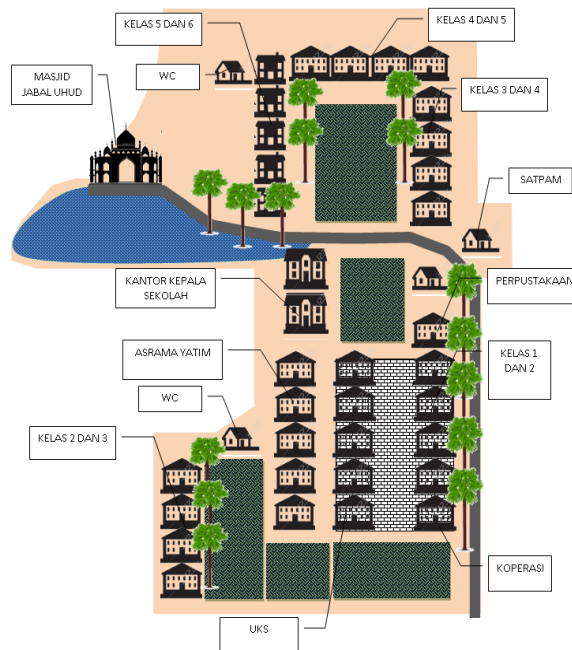 KELAS 5 DAN 6
KELAS 4 DAN 5
MASJID
JABAL UHUD
WC
KELAS 3 DAN 4
SATPAM
KANTOR KEPALA
SEKOLAH
PERPUSTAKAAN
ASRAMA YATIM
KELAS 1
DAN 2
WC
KELAS 2 DAN 3
KOPERASI
UKS